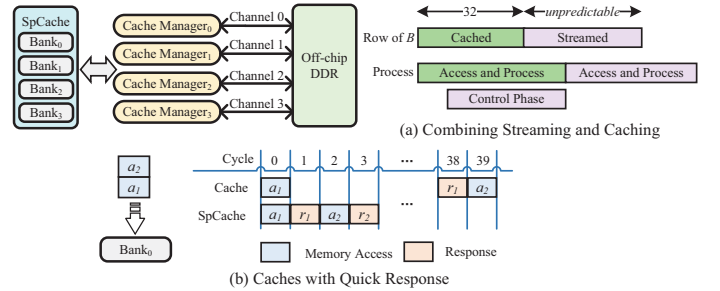 SpCache
Bank0
Bank1
Bank2
Bank3
Cache Manager0
Cache Manager1
Cache Manager2
Cache Manager3
Channel 0
Channel 1
Channel 2
Channel 3
Off-chip
DDR
32
unpredictable
Row of B
Cached
Streamed
Process
Access and Process
Access and Process
Control Phase
(a) Combining Streaming and Caching
a2
a1
Bank0
Cycle 0 1 2 3 ... 38 39
Cache a1 r1 a2
SpCache a1 r1 a2 r2 ...
Memory Access
Response
(b) Caches with Quick Response